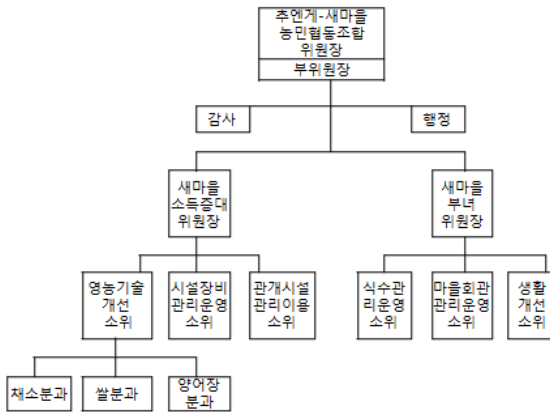 추엔게-새마을
농민협동조합
위원장
부위원장
감사
행정
새마을
소득증대
위원장
새마을
부녀
위원장
영농기술
개선
소위
시설장비
관리운영
소위
관개시설
관리이용
소위
식수관
리운영
소위
마을회관
관리운영
소위
생활
개선
소위
채소분과
쌀분과
양어장
분과